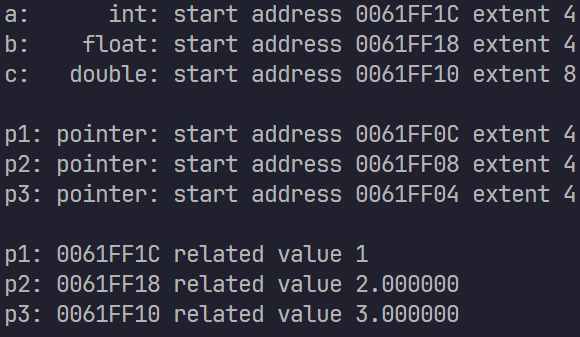 a:      int: start address 0061FF1C extent 4
b:    float: start address 0061FF18 extent 4
c:   double: start address 0061FF10 extent 8

p1: pointer: start address 0061FF0C extent 4
p2: pointer: start address 0061FF08 extent 4
p3: pointer: start address 0061FF04 extent 4

p1: 0061FF1C related value 1
p2: 0061FF18 related value 2.000000
p3: 0061FF10 related value 3.000000